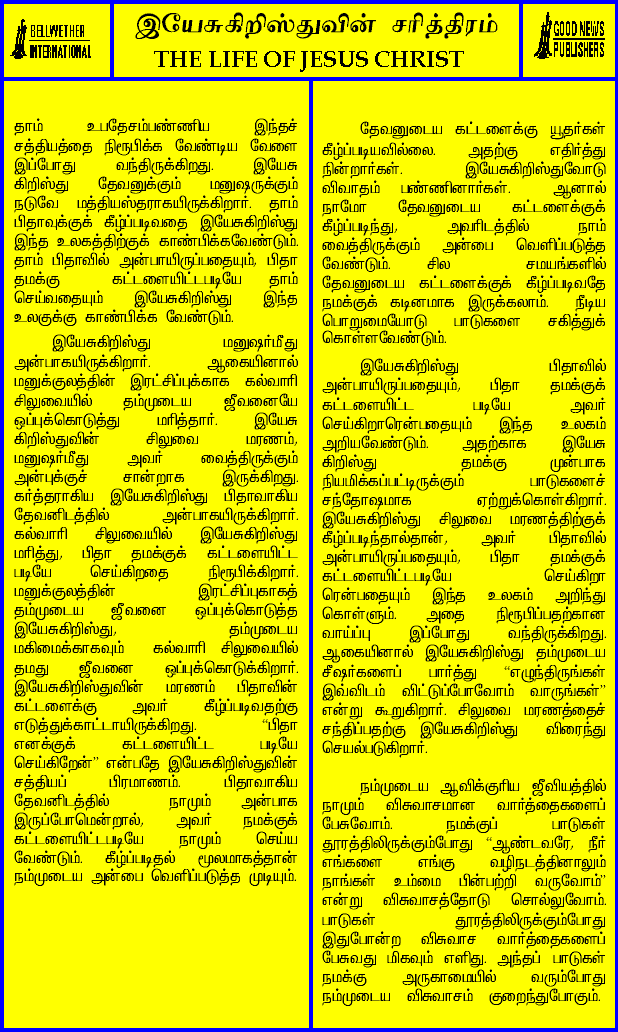 BELLWETHER
INTERNATIONAL
இயேசுகிறிஸ்துவின் சரித்திரம்
THE LIFE OF JESUS CHRIST
GOOD NEWS
PUBLISHERS
தாம் உபதேசம்பண்ணிய இந்தச்
சத்தியத்தை நிரூபிக்க வேண்டிய வேளை
இப்போது வந்திருக்கிறது. இயேசு
கிறிஸ்து தேவனுக்கும் மனுஷருக்கும்
நடுவே மத்தியஸ்தராகயிருக்கிறார். தாம்
பிதாவுக்குக் கீழ்ப்படிவதை இயேசுகிறிஸ்து
இந்த உலகத்திற்குக் காண்பிக்கவேண்டும்.
தாம் பிதாவில் அன்பாயிருப்பதையும், பிதா
தமக்கு கட்டளையிட்டபடியே தாம்
செய்வதையும் இயேசுகிறிஸ்து இந்த
உலகுக்கு காண்பிக்க வேண்டும்.
இயேசுகிறிஸ்து மனுஷர்மீது
அன்பாகயிருக்கிறார். ஆகையினால்
மனுக்குலத்தின் இரட்சிப்புக்காக கல்வாரி
சிலுவையில் தம்முடைய ஜீவனையே
ஒப்புக்கொடுத்து மரித்தார். இயேசு
கிறிஸ்துவின் சிலுவை மரணம்,
மனுஷர்மீது அவர் வைத்திருக்கும்
அன்புக்குச் சான்றாக இருக்கிறது.
கர்த்தராகிய இயேசுகிறிஸ்து பிதாவாகிய
தேவனிடத்தில் அன்பாகயிருக்கிறார்.
கல்வாரி சிலுவையில் இயேசுகிறிஸ்து
மரித்து, பிதா தமக்குக் கட்டளையிட்ட
படியே செய்கிறதை நிரூபிக்கிறார்.
மனுக்குலத்தின் இரட்சிப்புகாகத்
தம்முடைய ஜீவனை ஒப்புக்கொடுத்த
இயேசுகிறிஸ்து, தம்முடைய
மகிமைக்காகவும் கல்வாரி சிலுவையில்
தமது ஜீவனை ஒப்புக்கொடுக்கிறார்.
இயேசுகிறிஸ்துவின் மரணம் பிதாவின்
கட்டளைக்கு அவர் கீழ்ப்படிவதற்கு
எடுத்துக்காட்டாயிருக்கிறது. “பிதா
எனக்குக் கட்டளையிட்ட படியே
செய்கிறேன்” என்பதே இயேசுகிறிஸ்துவின்
சத்தியப் பிரமாணம். பிதாவாகிய
தேவனிடத்தில் நாமும் அன்பாக
இருப்போமென்றால், அவர் நமக்குக்
கட்டளையிட்டபடியே நாமும் செய்ய
வேண்டும். கீழ்ப்படிதல் மூலமாகத்தான்
நம்முடைய அன்பை வெளிப்படுத்த முடியும்.
தேவனுடைய கட்டளைக்கு யூதர்கள்
கீழ்ப்படியவில்லை. அதற்கு எதிர்த்து
நின்றார்கள். இயேசுகிறிஸ்துவோடு
விவாதம் பண்ணினார்கள். ஆனால்
நாமோ தேவனுடைய கட்டளைக்குக்
கீழ்ப்படிந்து, அவரிடத்தில் நாம்
வைத்திருக்கும் அன்பை வெளிப்படுத்த
வேண்டும். சில சமயங்களில்
தேவனுடைய கட்டளைக்குக் கீழ்ப்படிவதே
நமக்குக் கடினமாக இருக்கலாம். நீடிய
பொறுமையோடு பாடுகளை சகித்துக்
கொள்ளவேண்டும்.
இயேசுகிறிஸ்து பிதாவில்
அன்பாயிருப்பதையும், பிதா தமக்குக்
கட்டளையிட்ட படியே அவர்
செய்கிறாரென்பதையும் இந்த உலகம்
அறியவேண்டும். அதற்காக இயேசு
கிறிஸ்து தமக்கு முன்பாக
நியமிக்கப்பட்டிருக்கும் பாடுகளைச்
சந்தோஷமாக ஏற்றுக்கொள்கிறார்.
இயேசுகிறிஸ்து சிலுவை மரணத்திற்குக்
கீழ்ப்படிந்தால்தான், அவர் பிதாவில்
அன்பாயிருப்பதையும், பிதா தமக்குக்
கட்டளையிட்டபடியே செய்கிறா
ரென்பதையும் இந்த உலகம் அறிந்து
கொள்ளும். அதை நிரூபிப்பதற்கான
வாய்ப்பு இப்போது வந்திருக்கிறது.
ஆகையினால் இயேசுகிறிஸ்து தம்முடைய
சீஷர்களைப் பார்த்து “எழுந்திருங்கள்
இவ்விடம் விட்டுப்போவோம் வாருங்கள்”
என்று கூறுகிறார். சிலுவை மரணத்தைச்
சந்திப்பதற்கு இயேசுகிறிஸ்து விரைந்து
செயல்படுகிறார்.
நம்முடைய ஆவிக்குரிய ஜீவியத்தில்
நாமும் விசுவாசமான வார்த்தைகளைப்
பேசுவோம். நமக்குப் பாடுகள்
தூரத்திலிருக்கும்போது “ஆண்டவரே, நீர்
எங்களை எங்கு வழிநடத்தினாலும்
நாங்கள் உம்மை பின்பற்றி வருவோம்”
என்று விசுவாசத்தோடு சொல்லுவோம்.
பாடுகள் தூரத்திலிருக்கும்போது
இதுபோன்ற விசுவாச வார்த்தைகளைப்
பேசுவது மிகவும் எளிது. அந்தப் பாடுகள்
நமக்கு அருகாமையில் வரும்போது
நம்முடைய விசுவாசம் குறைந்துபோகும்.